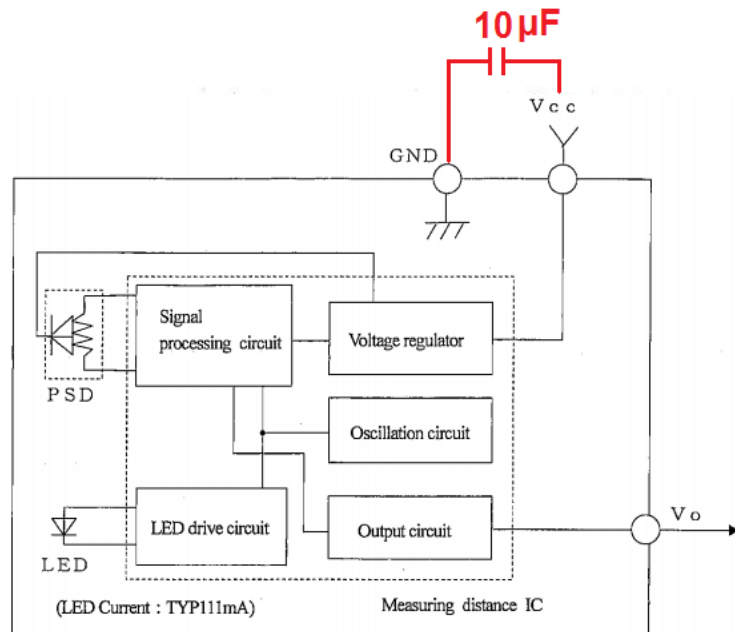 10 µF
Vcc
GND
Signal
processing circuit
Voltage regulator
PSD
Oscillation circuit
LED drive circuit
Output circuit
Vo
LED
(LED Current : TYP111mA)
Measuring distance IC